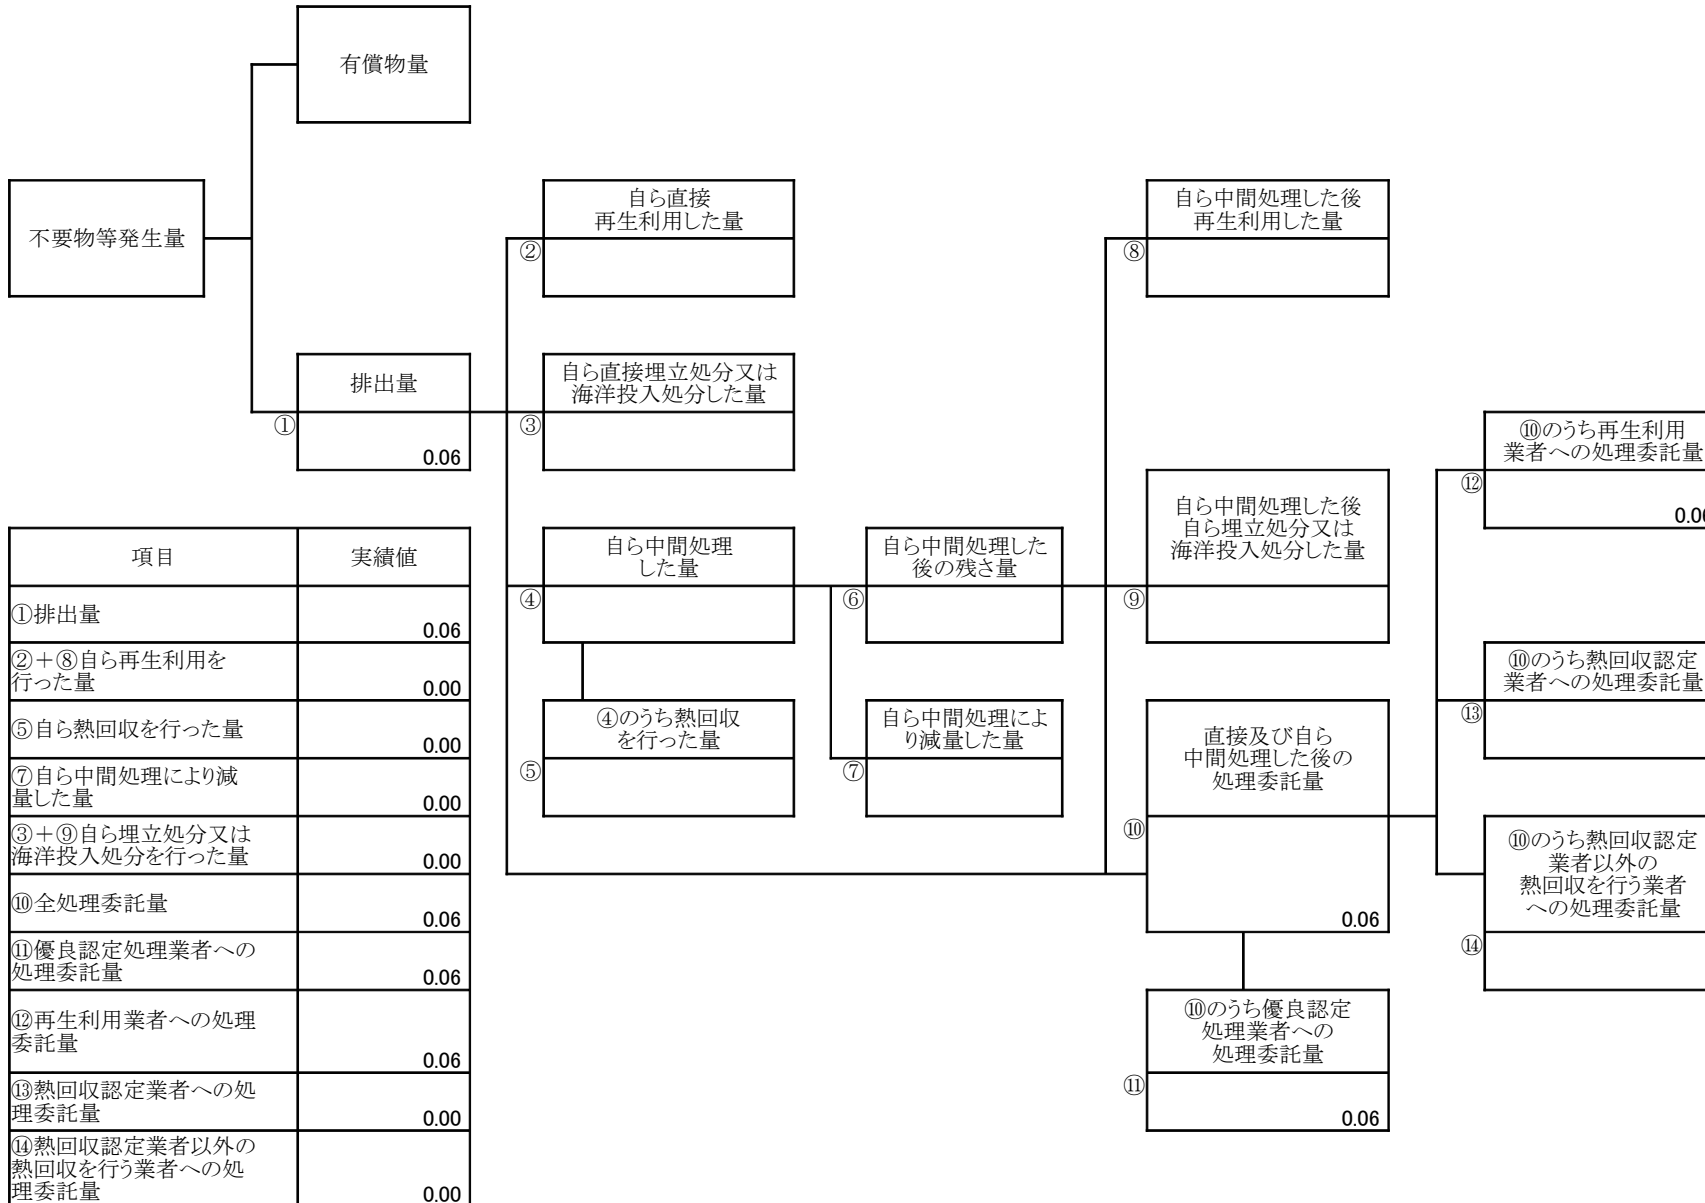 有償物量
不要物等発生量
自ら直接
再生利用した量
②
自ら中間処理した後
再生利用した量
⑧
排出量
①
0.06
自ら直接埋立処分又は
海洋投入処分した量
③
⑩のうち再生利用
業者への処理委託量
⑫
0.06
自ら中間処理
した量
④
自ら中間処理した
後の残さ量
⑥
自ら中間処理した後
自ら埋立処分又は
海洋投入処分した量
⑨
⑩のうち熱回収認定
業者への処理委託量
⑬
④のうち熱回収
を行った量
⑤
自ら中間処理によ
り減量した量
⑦
直接及び自ら
中間処理した後の
処理委託量
⑩
0.06
⑩のうち熱回収認定
業者以外の
熱回収を行う業者
への処理委託量
⑭
⑩のうち優良認定
処理業者への
処理委託量
⑪
0.06
項目 実績値
①排出量
0.06
②＋⑧自ら再生利用を
行った量
0.00
⑤自ら熱回収を行った量
0.00
⑦自ら中間処理により減
量した量
0.00
③＋⑨自ら埋立処分又は
海洋投入処分を行った量
0.00
⑩全処理委託量
0.06
⑪優良認定処理業者への
処理委託量
0.06
⑫再生利用業者への処理
委託量
0.06
⑬熱回収認定業者への処
理委託量
0.00
⑭熱回収認定業者以外の
熱回収を行う業者への処
理委託量
0.00